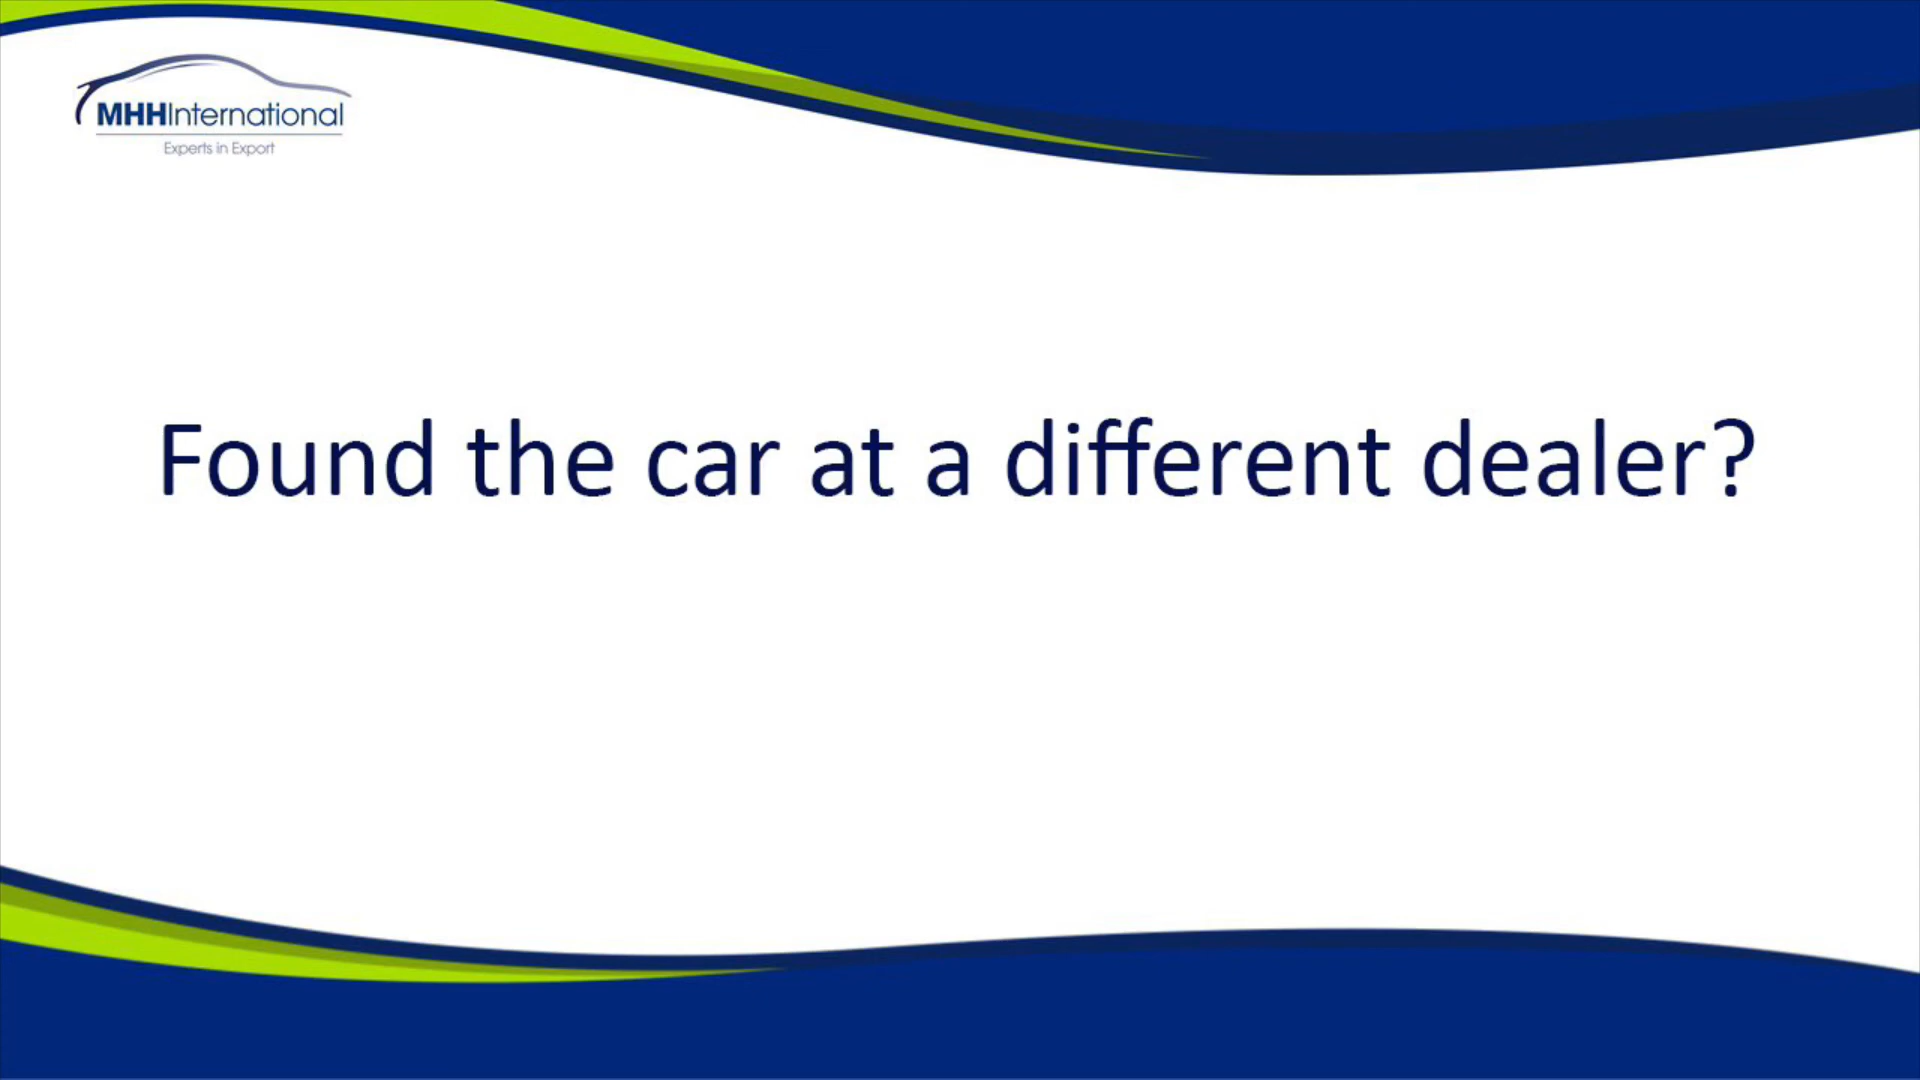 MHHInternational
Experts in Export
Found the car at a different dealer?